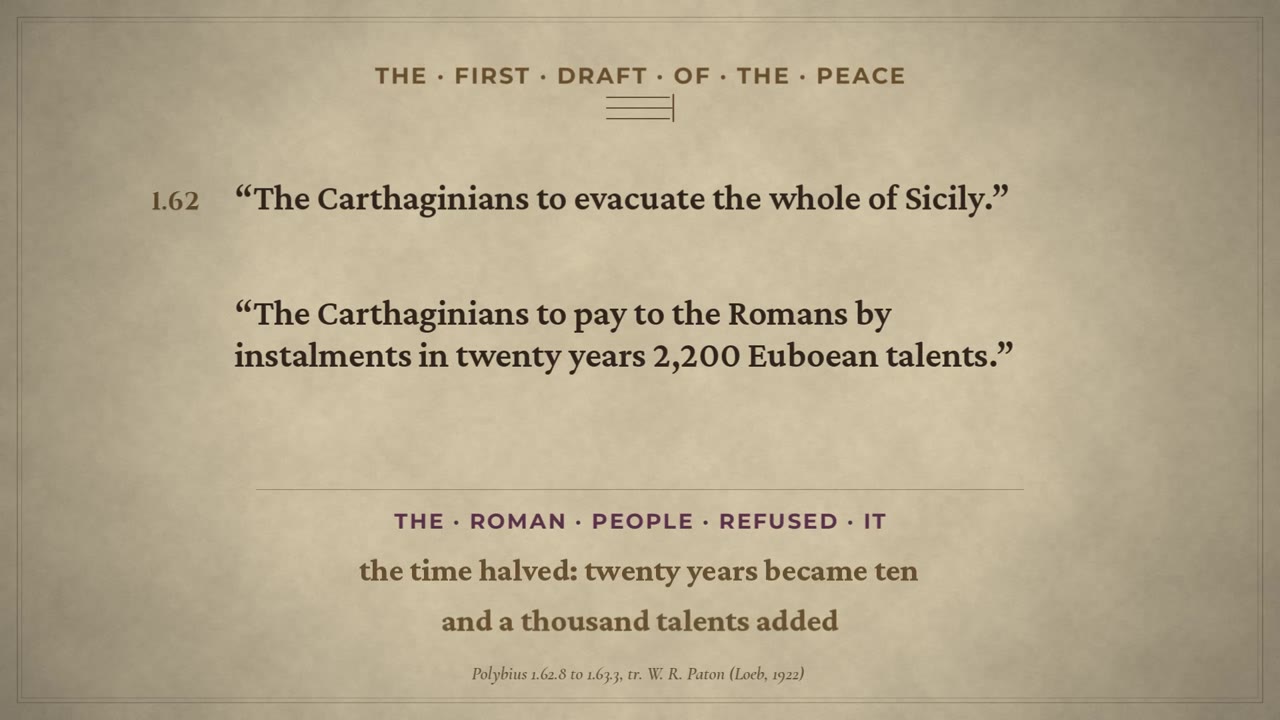 THE · FIRST · DRAFT · OF · THE · PEACE
1.62 “The Carthaginians to evacuate the whole of Sicily.”
“The Carthaginians to pay to the Romans by
instalments in twenty years 2,200 Euboean talents.”
THE · ROMAN · PEOPLE · REFUSED · IT
the time halved: twenty years became ten
and a thousand talents added
Polybius 1.62.8 to 1.63.3, tr. W. R. Paton (Loeb, 1922)